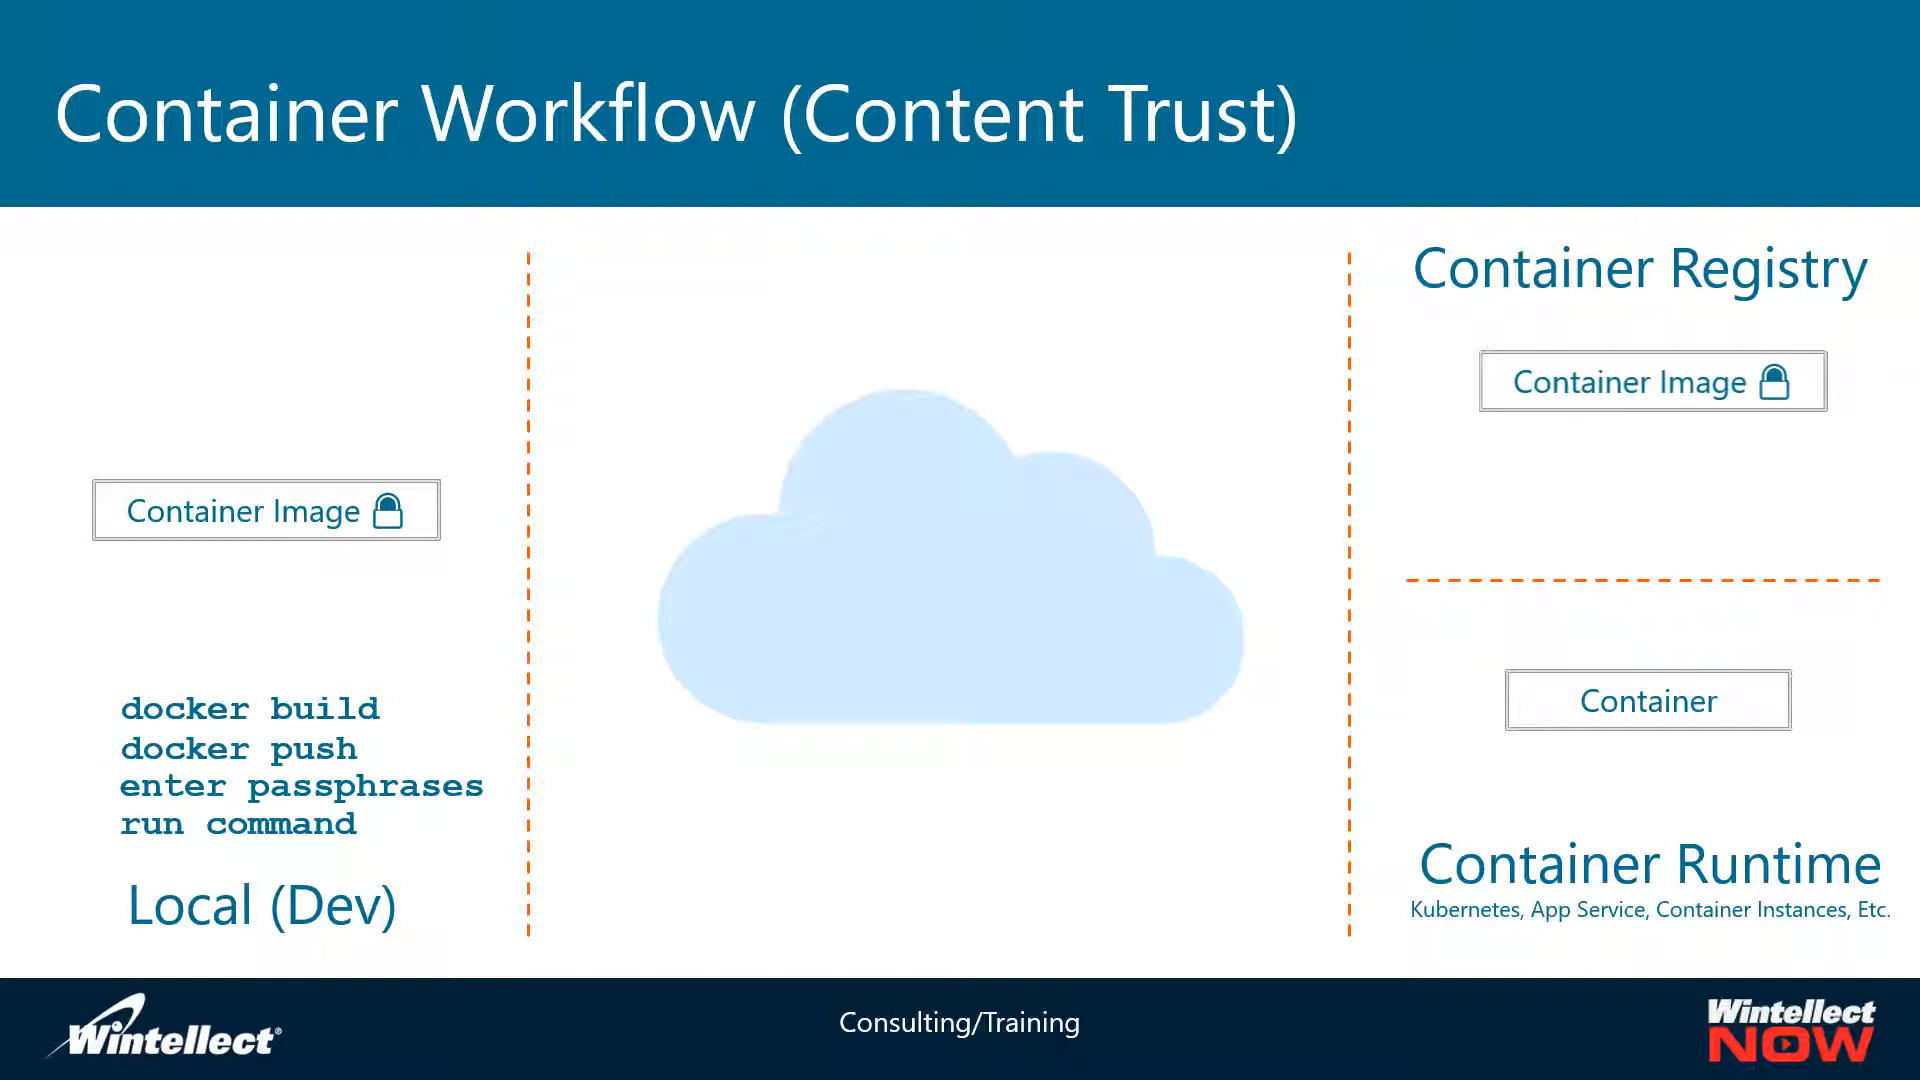 Container Workflow (Content Trust)
Container Image
docker build
docker push
enter passphrases
run command
Local (Dev)
Container Registry
Container Image
Container
Container Runtime
Kubernetes, App Service, Container Instances, Etc.
Wintellect®
Consulting/Training
Wintellect
NOW